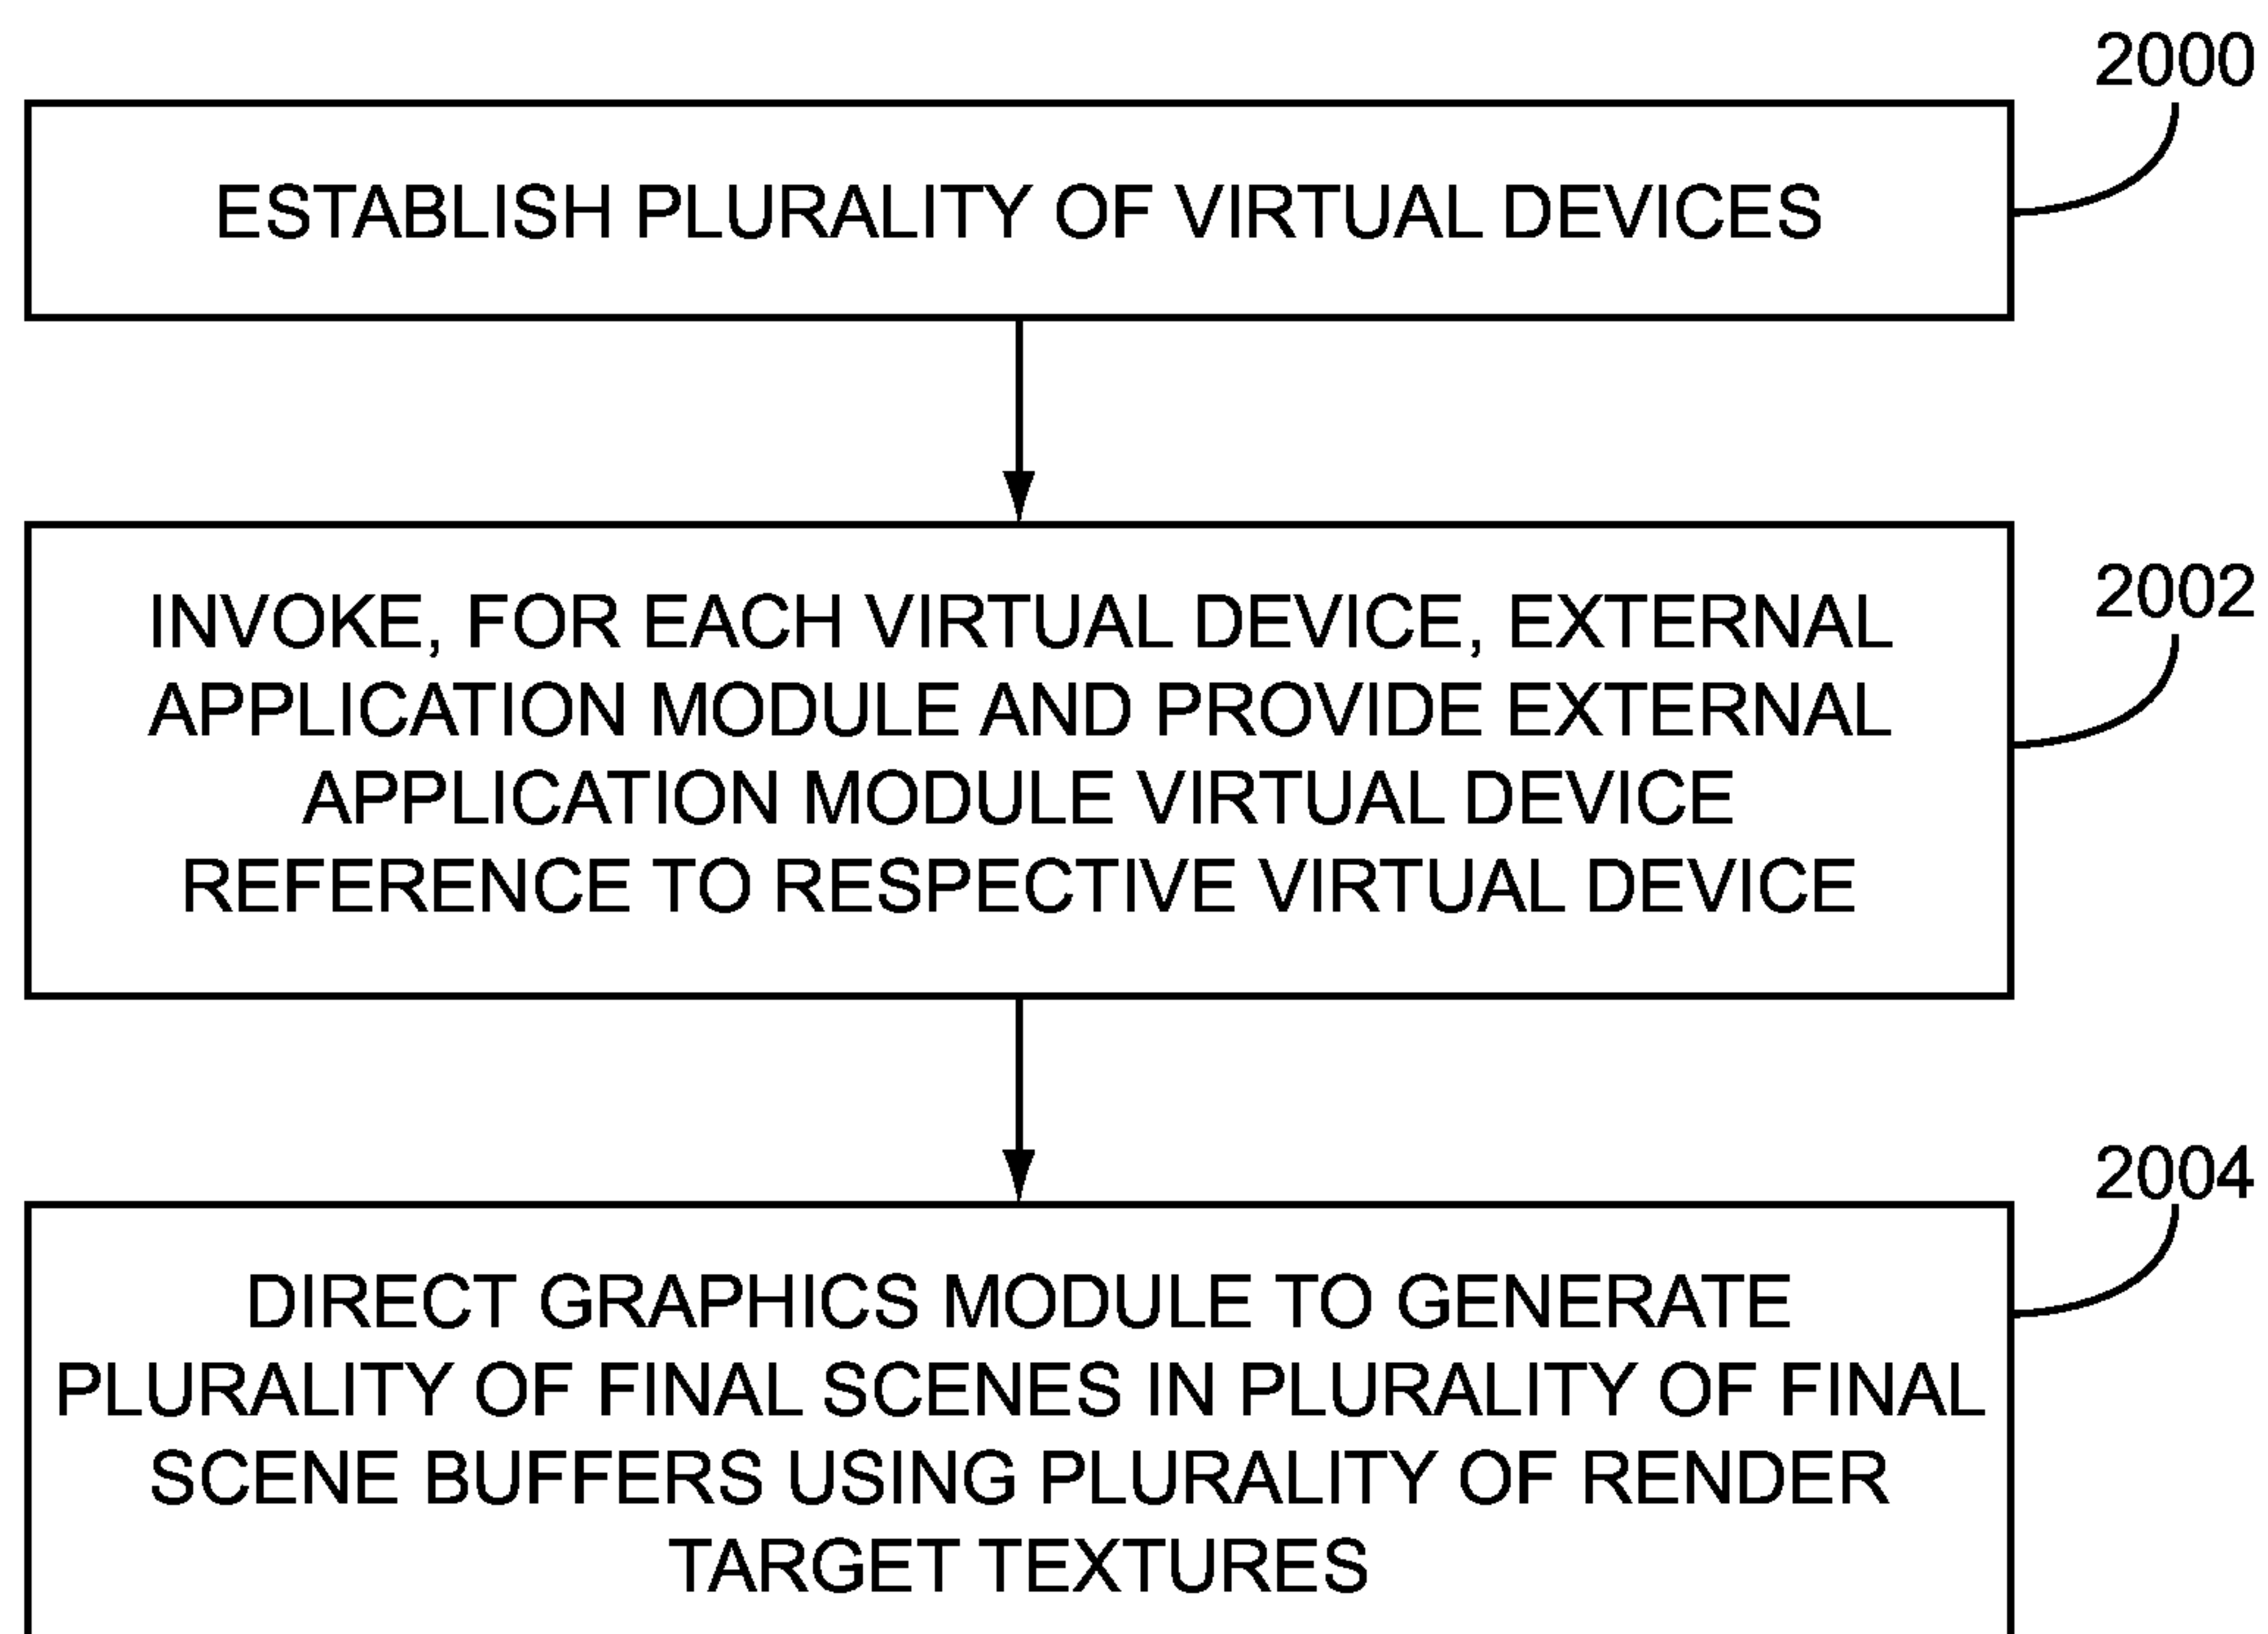 2000
ESTABLISH PLURALITY OF VIRTUAL DEVICES
2002
INVOKE, FOR EACH VIRTUAL DEVICE, EXTERNAL
APPLICATION MODULE AND PROVIDE EXTERNAL
APPLICATION MODULE VIRTUAL DEVICE
REFERENCE TO RESPECTIVE VIRTUAL DEVICE
2004
DIRECT GRAPHICS MODULE TO GENERATE
PLURALITY OF FINAL SCENES IN PLURALITY OF FINAL
SCENE BUFFERS USING PLURALITY OF RENDER
TARGET TEXTURES